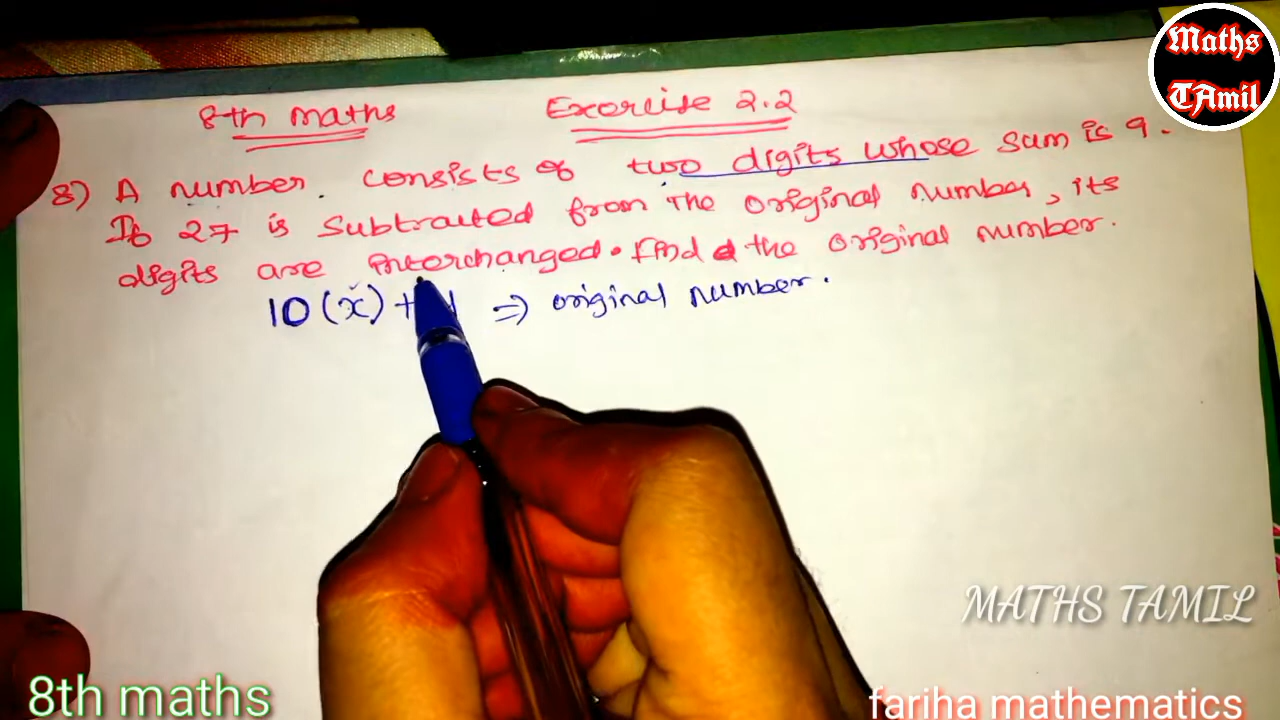 Maths
TAmil
8th maths Exercise 2.2
8) A number consists of two digits whose sum is 9.
If 27 is subtracted from the original number, its
digits are interchanged. Find the original number.
10(x)+ ⇒ original number.
MATHS TAMIL
8th maths
fariha mathematics